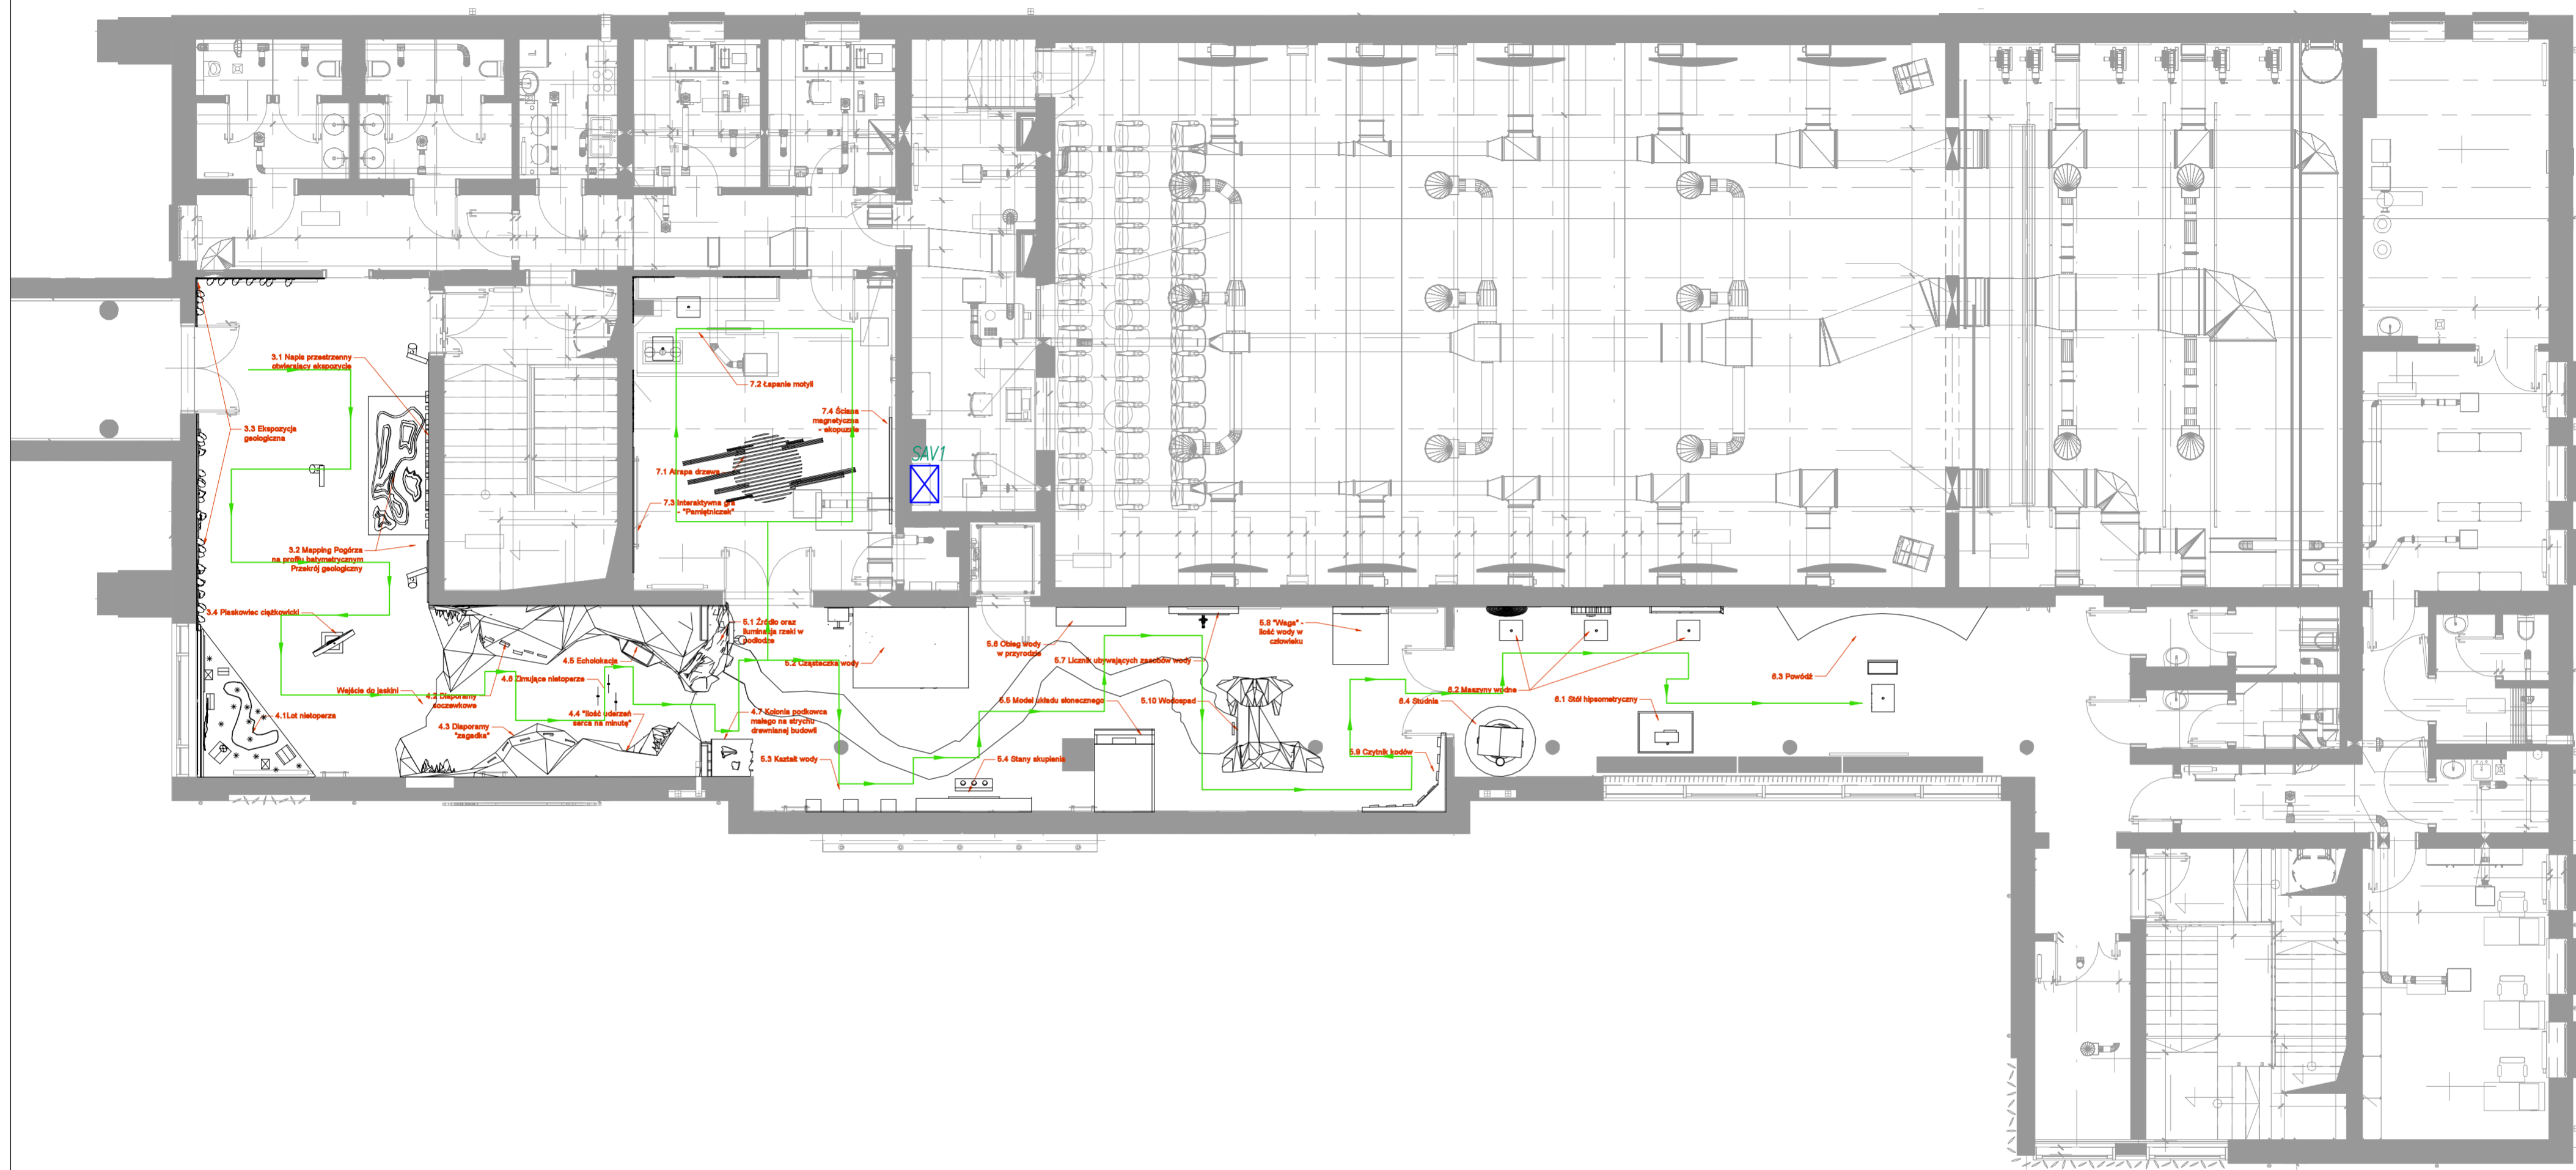 3.1 Napis przestrzenny
otwierający ekspozycję
3.3 Ekspozycja
geologiczna
3.2 Mapping Pogórza
na profilu batymetrycznym
Przekrój geologiczny
3.4 Piaskowiec ciężkowicki
Wejście do jaskini
4.1Lot nietoperza
4.2 Diaporamy
soczewkowe
4.3 Diaporamy
"zagadka"
4.4 "Ilość uderzeń
serca na minutę"
4.5 Echolokacja
4.6 Zimujące nietoperze
4.7 Kolonia podkowca
małego na strychu
drewnianej budowli
7.2 Łapanie motyli
7.4 Ściana
magnetyczna
- ekopuzzle
7.1 Atrapa drzewa
7.3 Interaktywna gra
- "Pamiętniczek"
SAV1
5.1 Źródło oraz
iluminacja rzeki w
podłodze
5.2 Cząsteczka wody
5.3 Kształt wody
5.4 Stany skupienia
5.5 Model układu słonecznego
5.6 Obieg wody
w przyrodzie
5.7 Licznik ubywających zasobów wody
5.8 "Waga" -
ilość wody w
człowieku
5.10 Wodospad
5.9 Czytnik kodów
6.2 Maszyny wodne
6.4 Studnia
6.1 Stół hipsometryczny
6.3 Powódź